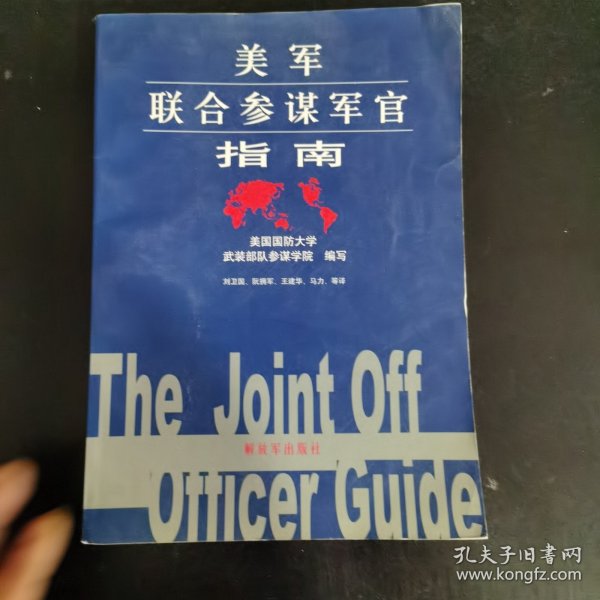 美军
联合参谋军官
指南
美国国防大学
武装部队参谋学院 编写
刘卫国、阮拥军、王建华、马力、等译
The Joint Off
解放军出版社
Officer Guide
孔夫子旧书网
www.kongfz.com